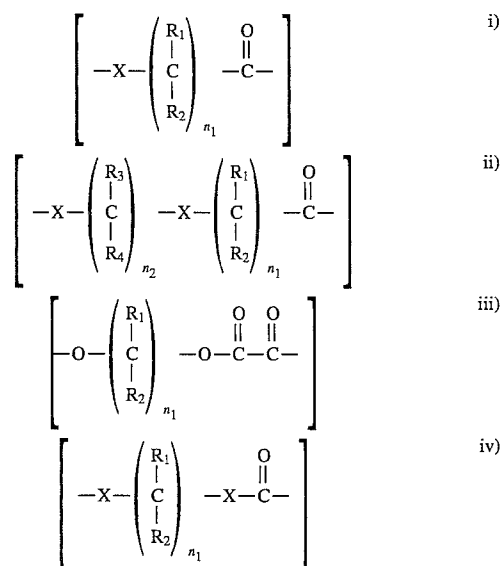 i)
R1 O
—X—(C)n1 —C—
R2
ii)
R3 R1 O
—X—(C)n2 —X—(C)n1 —C—
R4 R2
iii)
R1 O O
—O—(C)n1 —O—C—C—
R2
iv)
R1 O
—X—(C)n1 —X—C—
R2